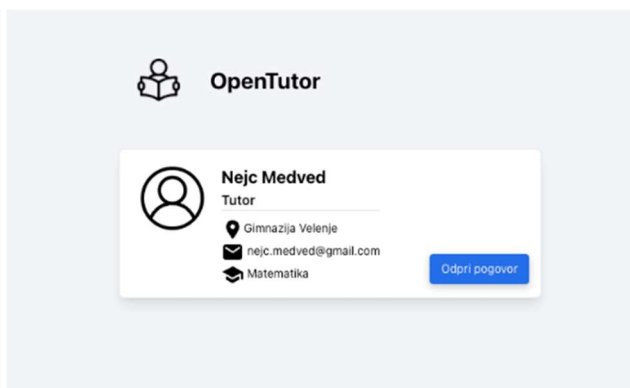 OpenTutor
Nejc Medved
Tutor
Gimnazija Velenje
nejc.medved@gmail.com
Matematika
Odpri pogovor